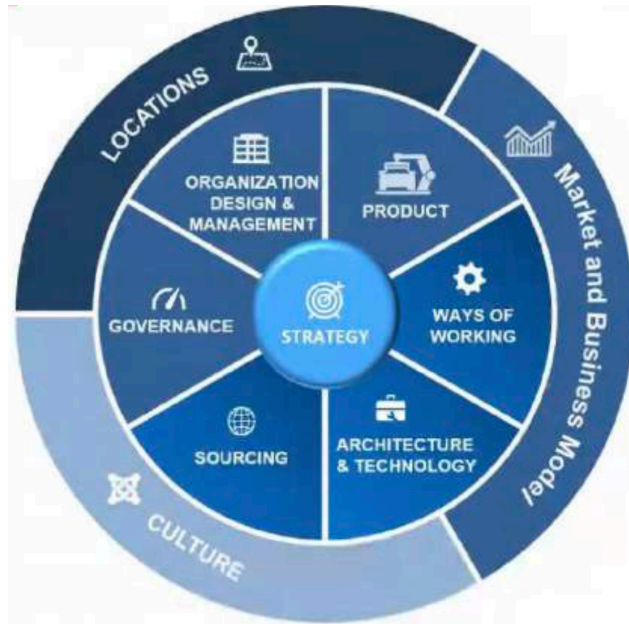 LOCATIONS
Market and Business Model
CULTURE
ORGANIZATION
DESIGN &
MANAGEMENT
PRODUCT
GOVERNANCE
STRATEGY
WAYS OF
WORKING
SOURCING
ARCHITECTURE
& TECHNOLOGY